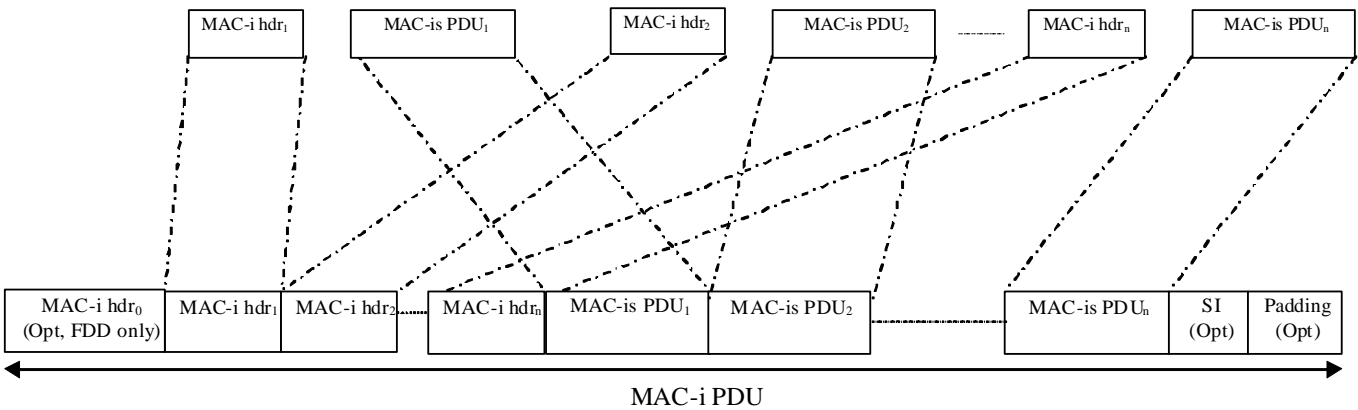 MAC-i hdr₁ MAC-is PDU₁ MAC-i hdr₂ MAC-is PDU₂ MAC-i hdrₙ MAC-is PDUₙ
MAC-i hdr₀ MAC-i hdr₁ MAC-i hdr₂ MAC-i hdrₙ MAC-is PDU₁ MAC-is PDU₂ MAC-is PDUₙ SI Padding
(Opt, FDD only) (Opt) (Opt)
MAC-i PDU